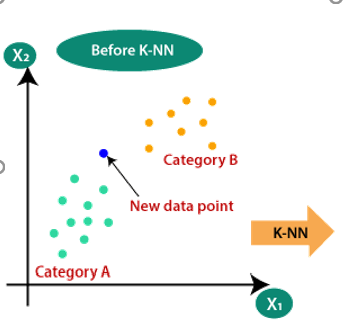 Before K-NN
X₂
Category B
New data point
K-NN
Category A
X₁